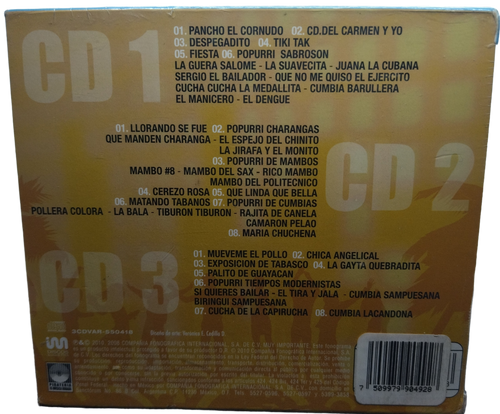 CD 1
01. PANCHO EL CORNUDO 02. CD.DEL CARMEN Y YO
03. DESPEGADITO 04. TIKI TAK
05. FIESTA 06. POPURRI SABROSON
LA GUERA SALOME - LA SUAVECITA - JUANA LA CUBANA
SERGIO EL BAILADOR - QUE NO ME QUISO EL EJERCITO
CUCHA CUCHA LA MEDALLITA - CUMBIA BARULLERA
EL MANICERO - EL DENGUE
CD 2
01. LLORANDO SE FUE 02. POPURRI CHARANGAS
QUE MANDEN CHARANGA - EL ESPEJO DEL CHINITO
LA JIRAFA Y EL MONITO
03. POPURRI DE MAMBOS
MAMBO #8 - MAMBO DEL SAX - RICO MAMBO
MAMBO DEL POLITECNICO
04. CEREZO ROSA 05. QUE LINDA QUE BELLA
06. MATANDO TABANOS 07. POPURRI DE CUMBIAS
POLLERA COLORA - LA BALA - TIBURON TIBURON - RAJITA DE CANELA
CAMARON PELAO
08. MARIA CHUCHENA
CD 3
01. MUEVEME EL POLLO 02. CHICA ANGELICAL
03. EXPOSICION DE TABASCO 04. LA GAYTA QUEBRADITA
05. PALITO DE GUAYACAN
06. POPURRI TIEMPOS MODERNISTAS
SI QUIERES BAILAR - EL TIRA Y JALA - CUMBIA SAMPUESANA
BIRINGUI SAMPUESANA
07. CUCHA DE LA CAPIRUCHA 08. CUMBIA LACANDONA
7 509979 904928